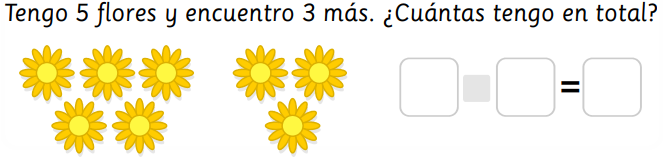 Tengo 5 flores y encuentro 3 más. ¿Cuántas tengo en total?
=